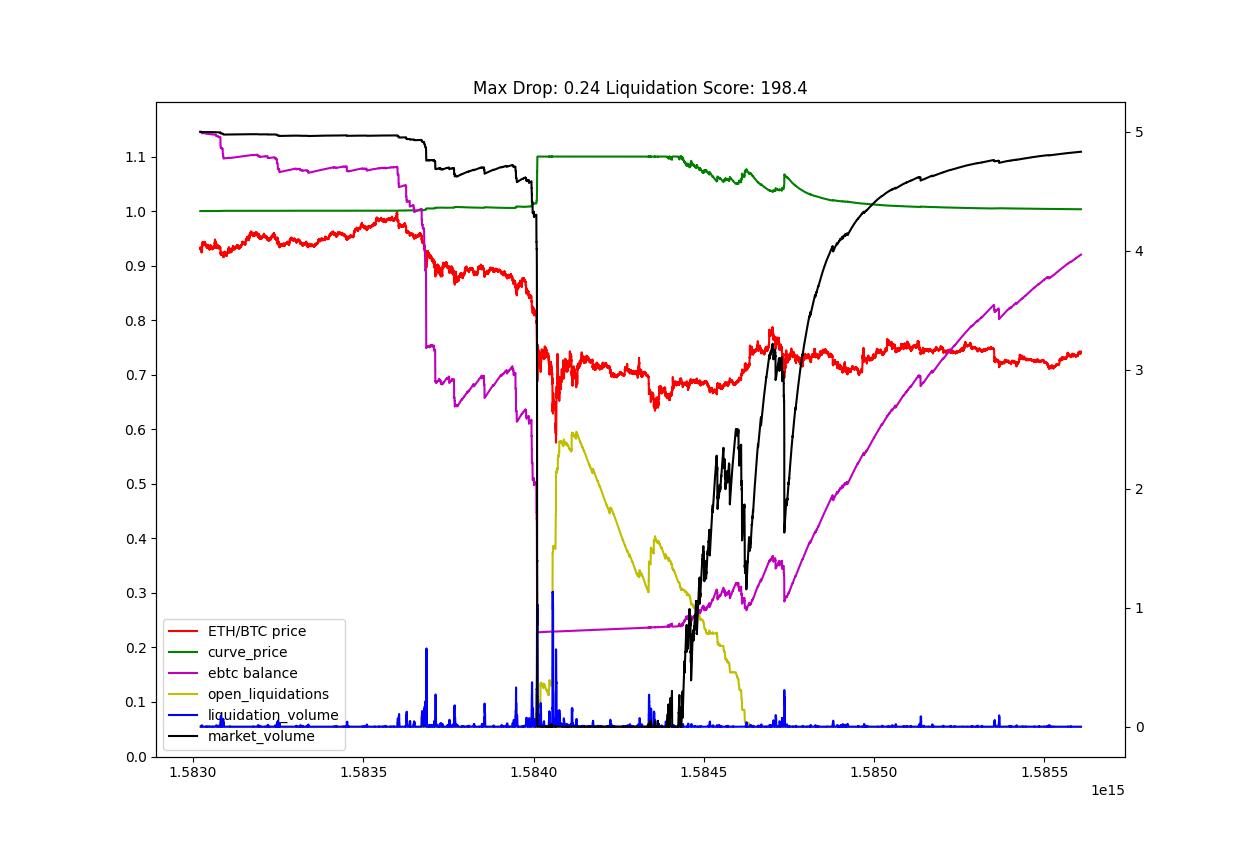 Max Drop: 0.24 Liquidation Score: 198.4
1.1
1.0
0.9
0.8
0.7
0.6
0.5
0.4
0.3
0.2
0.1
0.0
5
4
3
2
1
0
ETH/BTC price
curve_price
ebtc balance
open_liquidations
liquidation_volume
market_volume
1.5830 1.5835 1.5840 1.5845 1.5850 1.5855
1e15